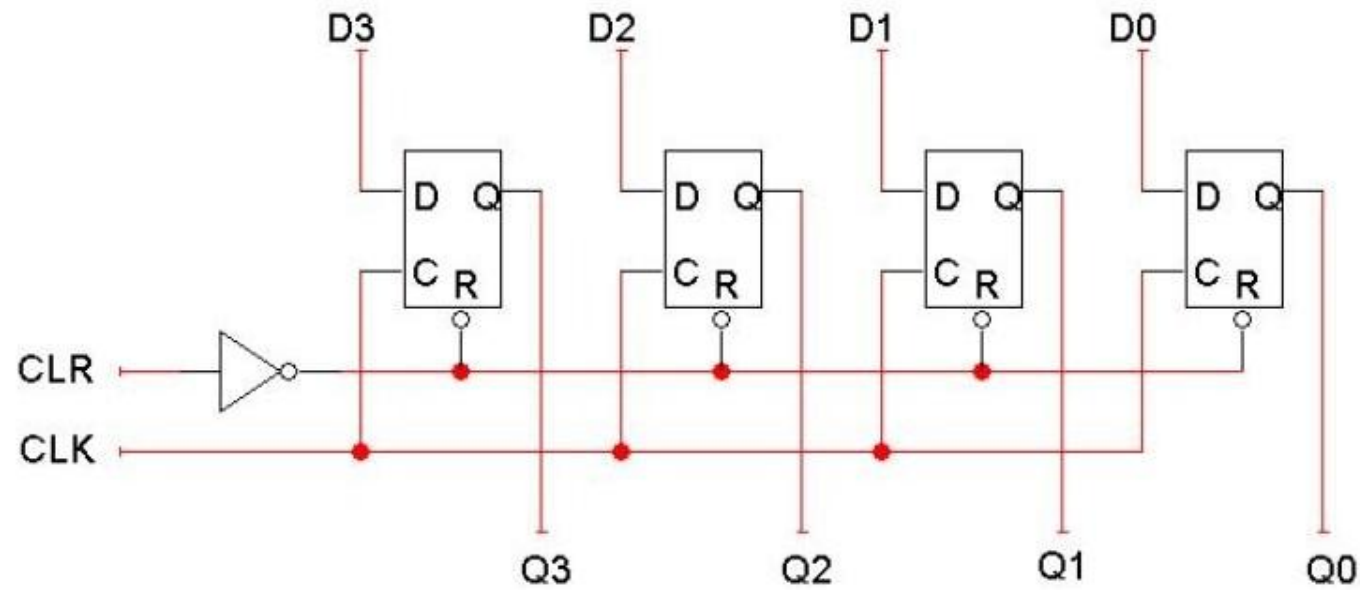 D3 D2 D1 D0
D Q D Q D Q D Q
C R C R C R C R
CLR
CLK
Q3 Q2 Q1 Q0